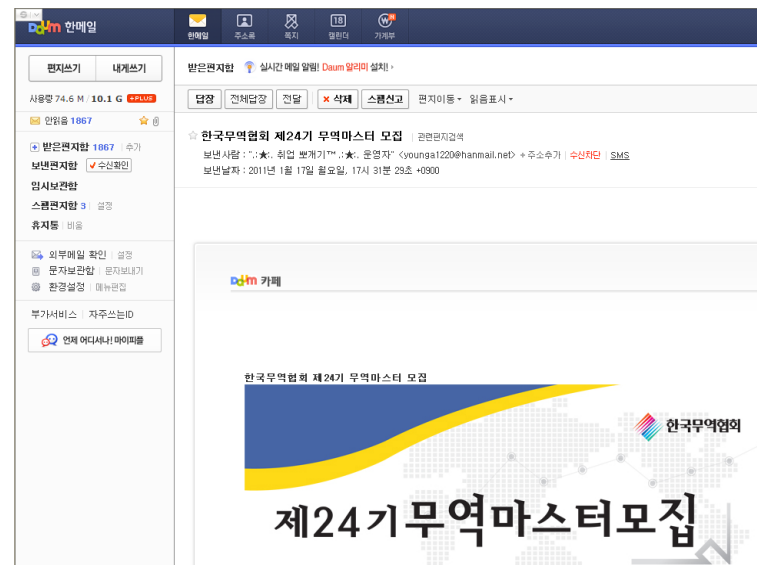 Daum 한메일
한메일 주소록 쪽지 18 캘린더 가계부
편지쓰기 내게쓰기
사용량 74.6 M / 10.1 G +PLUS
안읽음 1867
받은편지함 1867 추가
보낸편지함 수신확인
임시보관함
스팸편지함 3 설정
휴지통 비움
외부메일 확인 설정
문자보관함 문자보내기
환경설정 메뉴편집
부가서비스 자주쓰는ID
언제 어디서나! 마이피플
받은편지함 실시간 메일 알림! Daum 알리미 설치! ›
답장 전체답장 전달 × 삭제 스팸신고 편지이동 읽음표시
☆ 한국무역협회 제24기 무역마스터 모집 관련편지검색
보낸사람 : ".:★:. 취업 뽀개기™ .:★:. 운영자" <younga1220@hanmail.net> + 주소추가 수신차단 SMS
보낸날짜 : 2011년 1월 17일 월요일, 17시 31분 29초 +0900
Daum 카페
한국무역협회 제24기 무역마스터 모집
한국무역협회
제24기무역마스터모집